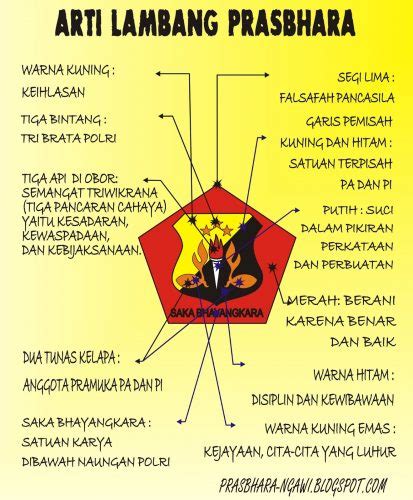 ARTI LAMBANG PRASBHARA
WARNA KUNING :
KEIHLASAN
TIGA BINTANG :
TRI BRATA POLRI
TIGA API DI OBOR:
SEMANGAT TRIWIKRANA
(TIGA PANCARAN CAHAYA)
YAITU KESADARAN,
KEWASPADAAN,
DAN KEBIJAKSANAAN.
DUA TUNAS KELAPA :
ANGGOTA PRAMUKA PA DAN PI
SAKA BHAYANGKARA :
SATUAN KARYA
DIBAWAH NAUNGAN POLRI
SAKA BHAYANGKARA
SEGI LIMA :
FALSAFAH PANCASILA
GARIS PEMISAH
KUNING DAN HITAM :
SATUAN TERPISAH
PA DAN PI
PUTIH : SUCI
DALAM PIKIRAN
PERKATAAN
DAN PERBUATAN
MERAH: BERANI
KARENA BENAR
DAN BAIK
WARNA HITAM :
DISIPLIN DAN KEWIBAWAAN
WARNA KUNING EMAS :
KEJAYAAN, CITA-CITA YANG LUHUR
PRASBHARA-NGAWI.BLOGSPOT.COM